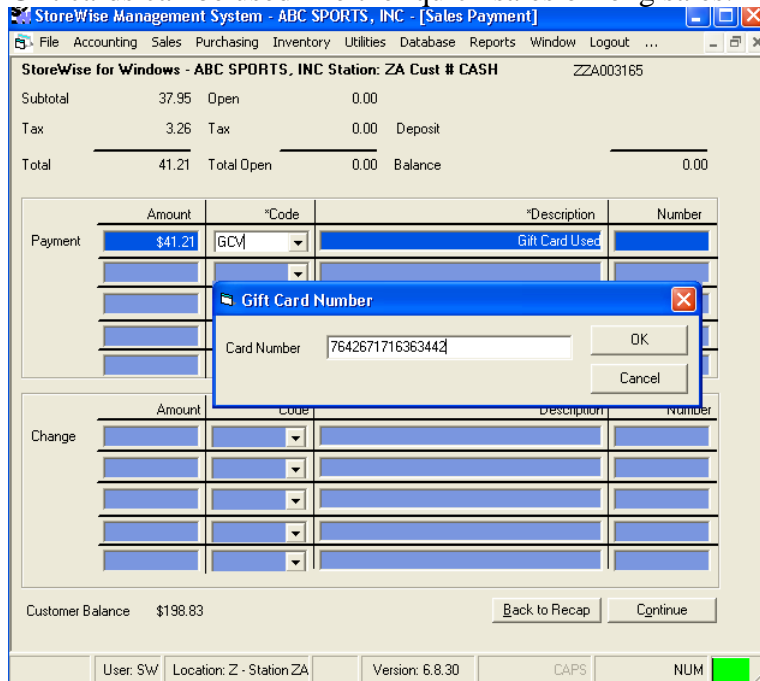 StoreWise Management System - ABC SPORTS, INC - [Sales Payment]
File Accounting Sales Purchasing Inventory Utilities Database Reports Window Logout ...
StoreWise for Windows - ABC SPORTS, INC Station: ZA Cust # CASH ZZA003165
Subtotal 37.95 Open 0.00
Tax 3.26 Tax 0.00 Deposit
Total 41.21 Total Open 0.00 Balance 0.00
Amount *Code *Description Number
Payment $41.21 GCV Gift Card Used
Gift Card Number
Card Number 7642671716363442 OK
Cancel
Amount Code Description Number
Change
Customer Balance $198.83 Back to Recap Continue
User: SW Location: Z - Station ZA Version: 6.8.30 CAPS NUM